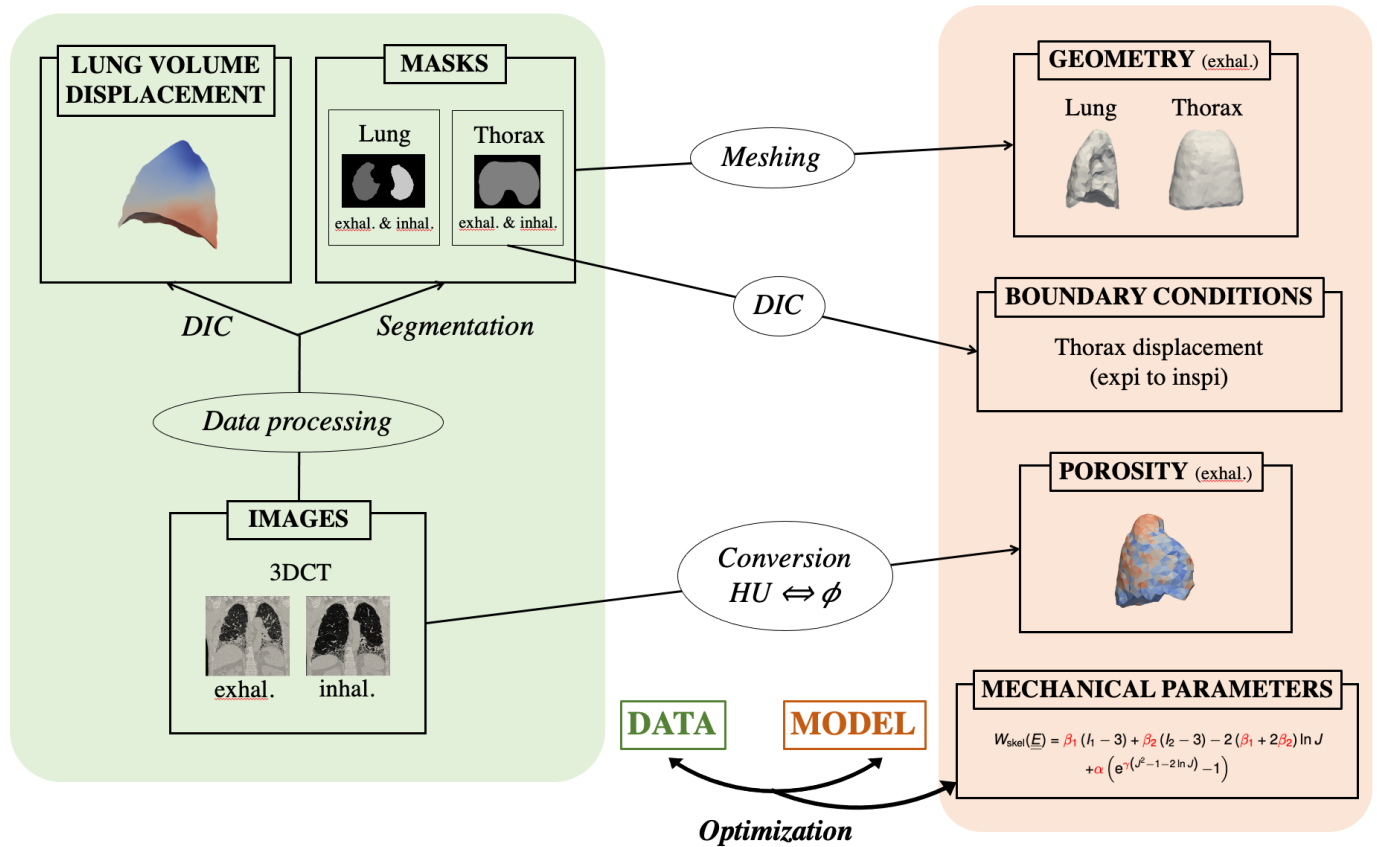 LUNG VOLUME
DISPLACEMENT
MASKS
Lung
exhal. & inhal.
Thorax
exhal. & inhal.
DIC
Segmentation
Data processing
IMAGES
3DCT
exhal.
inhal.
Meshing
DIC
Conversion
HU ⇔ ϕ
GEOMETRY (exhal.)
Lung
Thorax
BOUNDARY CONDITIONS
Thorax displacement
(expi to inspi)
POROSITY (exhal.)
MECHANICAL PARAMETERS
W_skel(E) = β₁ (I₁ − 3) + β₂ (I₂ − 3) − 2 (β₁ + 2β₂) ln J
+α (e^γ(J² − 1 − 2 ln J) − 1)
DATA
MODEL
Optimization